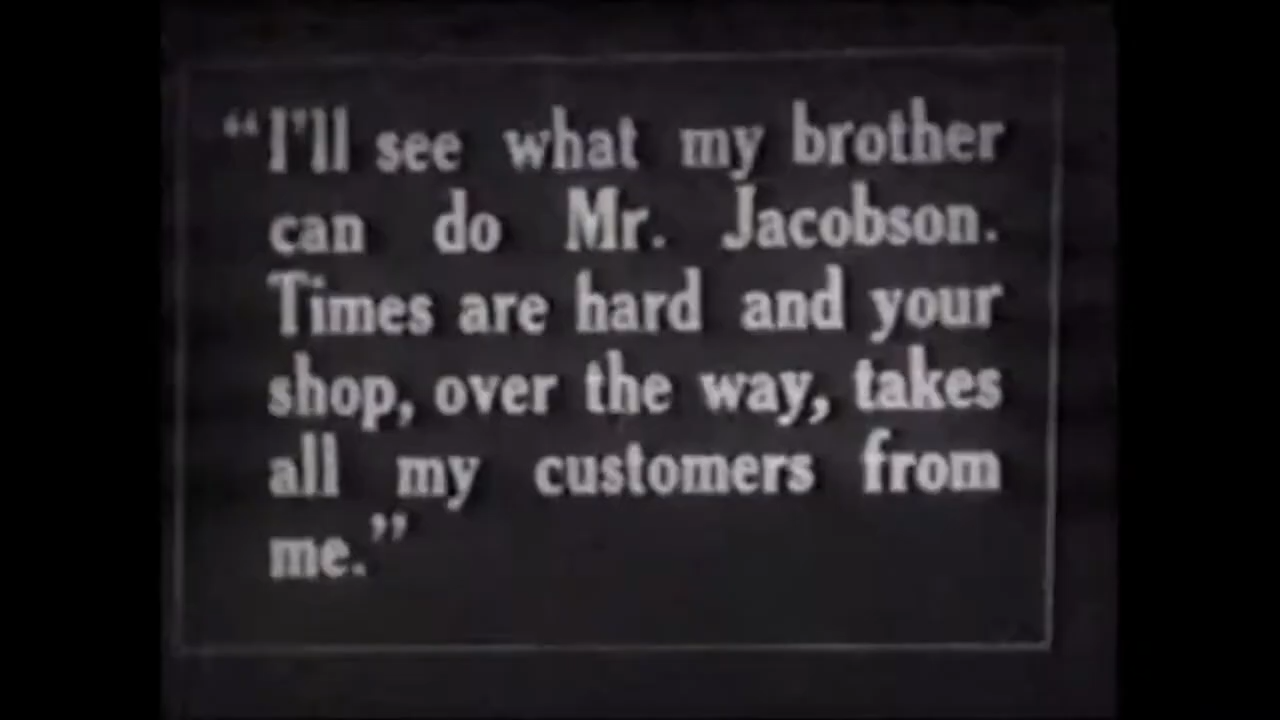 “I'll see what my brother
can do Mr. Jacobson.
Times are hard and your
shop, over the way, takes
all my customers from
me.”